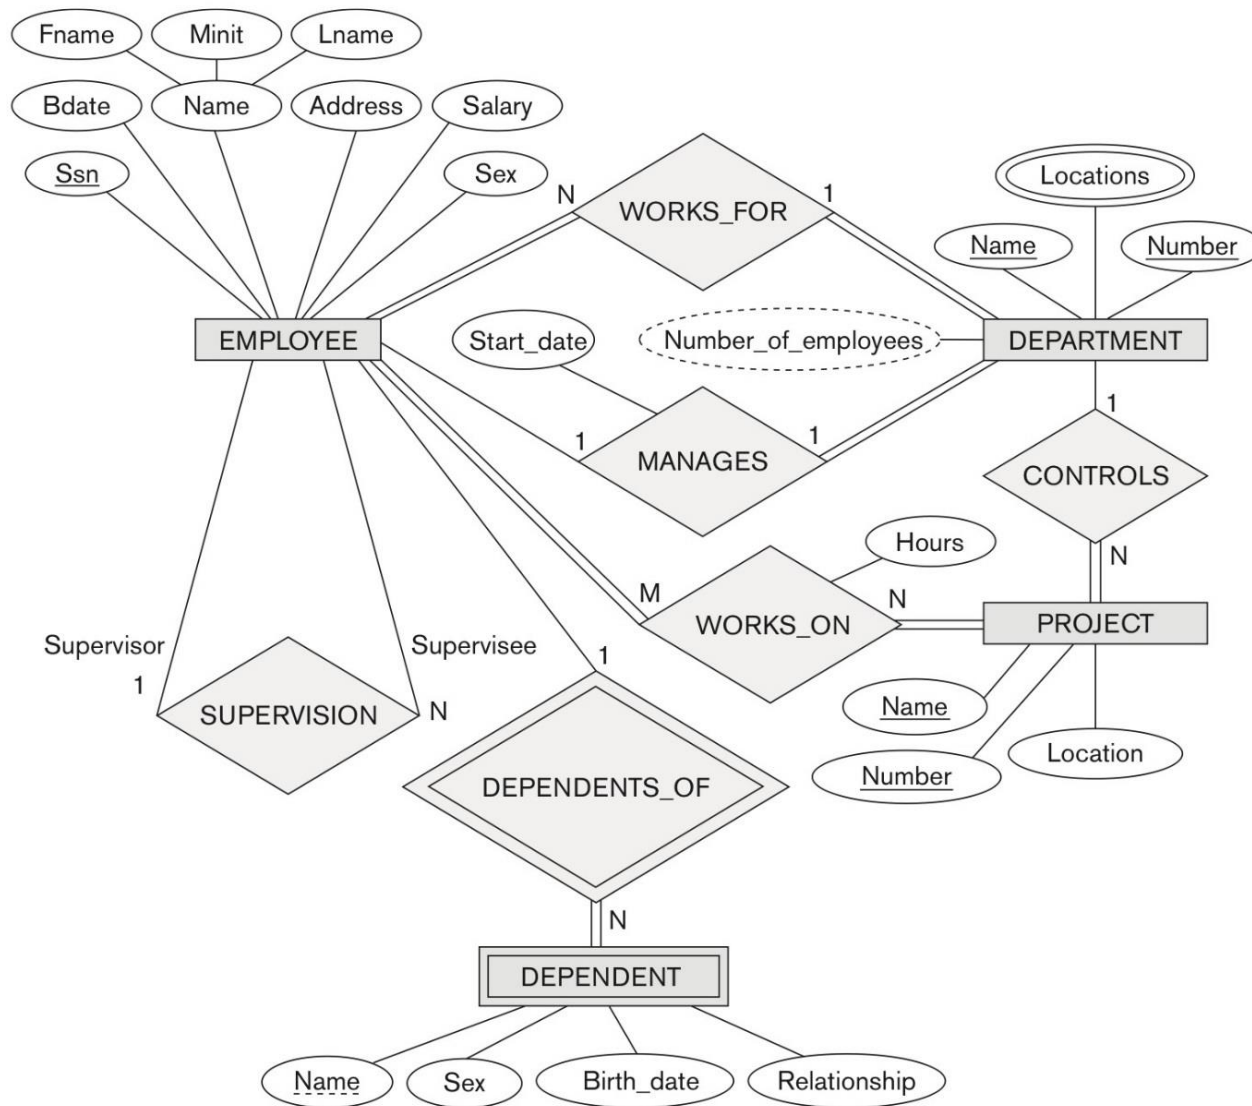 Fname
Minit
Lname
Bdate
Name
Address
Salary
Ssn
Sex
N
WORKS_FOR
1
Locations
Name
Number
EMPLOYEE
Start_date
Number_of_employees
DEPARTMENT
1
MANAGES
1
1
CONTROLS
N
Hours
M
WORKS_ON
N
PROJECT
Name
Number
Location
Supervisor
Supervisee
1
SUPERVISION
N
1
DEPENDENTS_OF
N
DEPENDENT
Name
Sex
Birth_date
Relationship